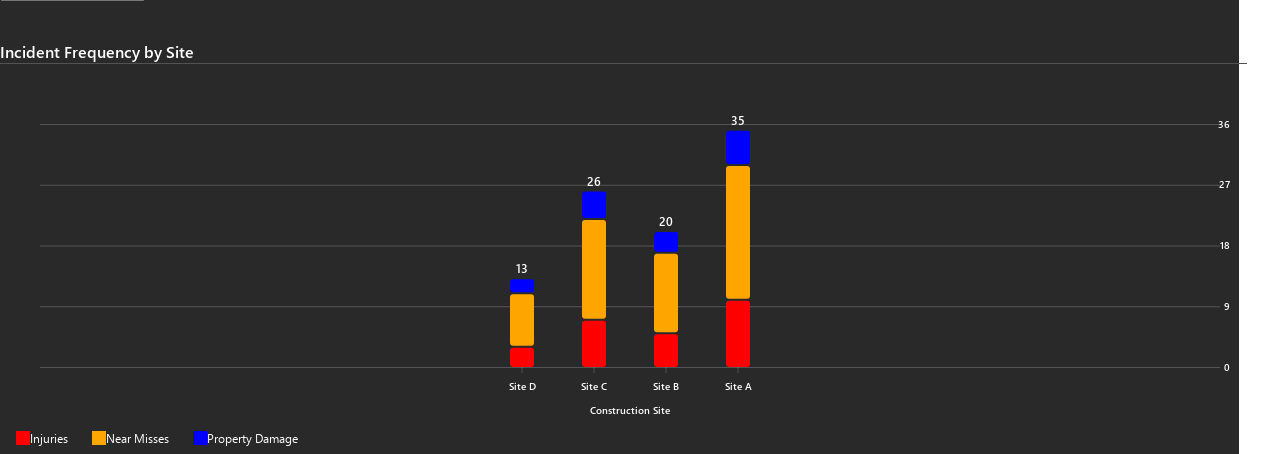 Incident Frequency by Site
35
36
26
27
20
18
13
9
0
Site D Site C Site B Site A
Construction Site
Injuries Near Misses Property Damage